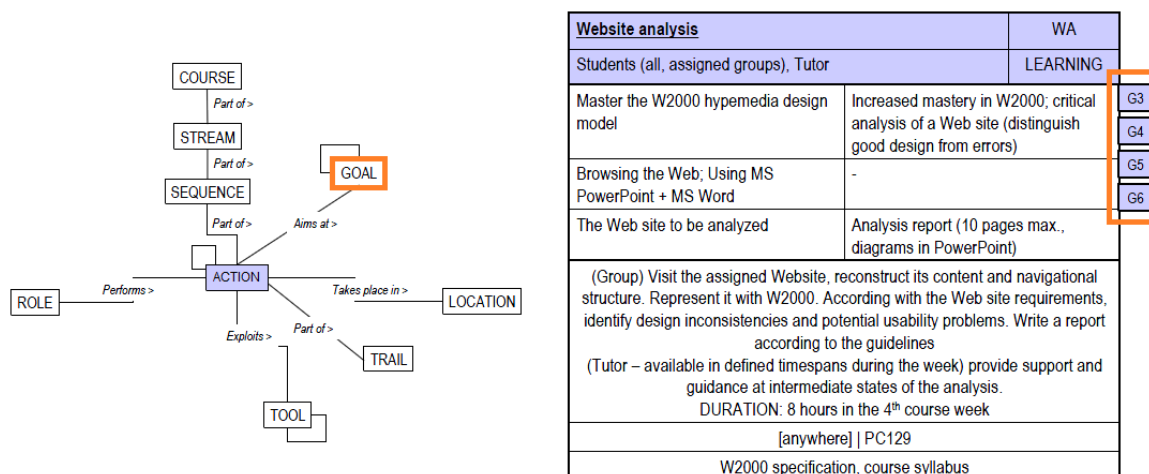 COURSE
Part of >
STREAM
Part of >
SEQUENCE
Part of >
GOAL
Aims at >
ACTION
Performs >
ROLE
Takes place in >
LOCATION
Exploits >
Part of >
TRAIL
TOOL
Website analysis
WA
Students (all, assigned groups), Tutor
LEARNING
Master the W2000 hypemedia design
model
Increased mastery in W2000; critical
analysis of a Web site (distinguish
good design from errors)
G3
G4
G5
G6
Browsing the Web; Using MS
PowerPoint + MS Word
-
The Web site to be analyzed
Analysis report (10 pages max.,
diagrams in PowerPoint)
(Group) Visit the assigned Website, reconstruct its content and navigational
structure. Represent it with W2000. According with the Web site requirements,
identify design inconsistencies and potential usability problems. Write a report
according to the guidelines
(Tutor – available in defined timespans during the week) provide support and
guidance at intermediate states of the analysis.
DURATION: 8 hours in the 4th course week
[anywhere] | PC129
W2000 specification, course syllabus